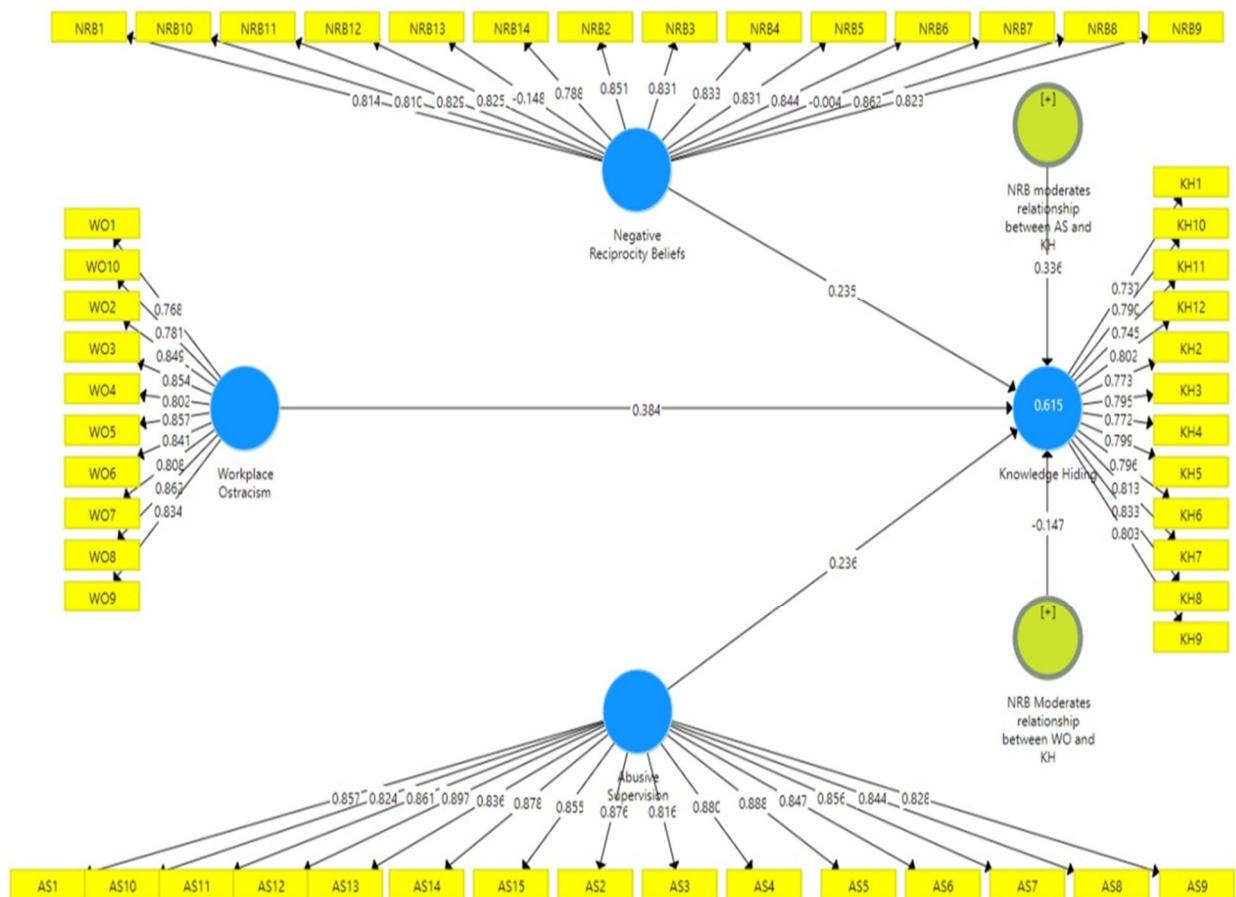 NRB1 NRB10 NRB11 NRB12 NRB13 NRB14 NRB2 NRB3 NRB4 NRB5 NRB6 NRB7 NRB8 NRB9
0.814 0.810 0.829 0.825 -0.148 0.788 0.851 0.831 0.833 0.831 0.844 -0.004 0.862 0.823
[+]
NRB moderates
relationship
between AS and
KH
0.336
Negative
Reciprocity Beliefs
0.235
WO1
WO10
WO2
WO3
WO4
WO5
WO6
WO7
WO8
WO9
0.768
0.781
0.849
0.854
0.802
0.857
0.841
0.808
0.862
0.834
Workplace
Ostracism
0.384
0.615
Knowledge Hiding
KH1
KH10
KH11
KH12
KH2
KH3
KH4
KH5
KH6
KH7
KH8
KH9
0.737
0.790
0.745
0.802
0.773
0.795
0.772
0.799
0.796
0.813
0.833
0.803
-0.147
0.236
[+]
NRB Moderates
relationship
between WO and
KH
Abusive
Supervision
0.857 0.824 0.861 0.897 0.836 0.878 0.855 0.876 0.816 0.880 0.888 0.847 0.856 0.844 0.828
AS1 AS10 AS11 AS12 AS13 AS14 AS15 AS2 AS3 AS4 AS5 AS6 AS7 AS8 AS9